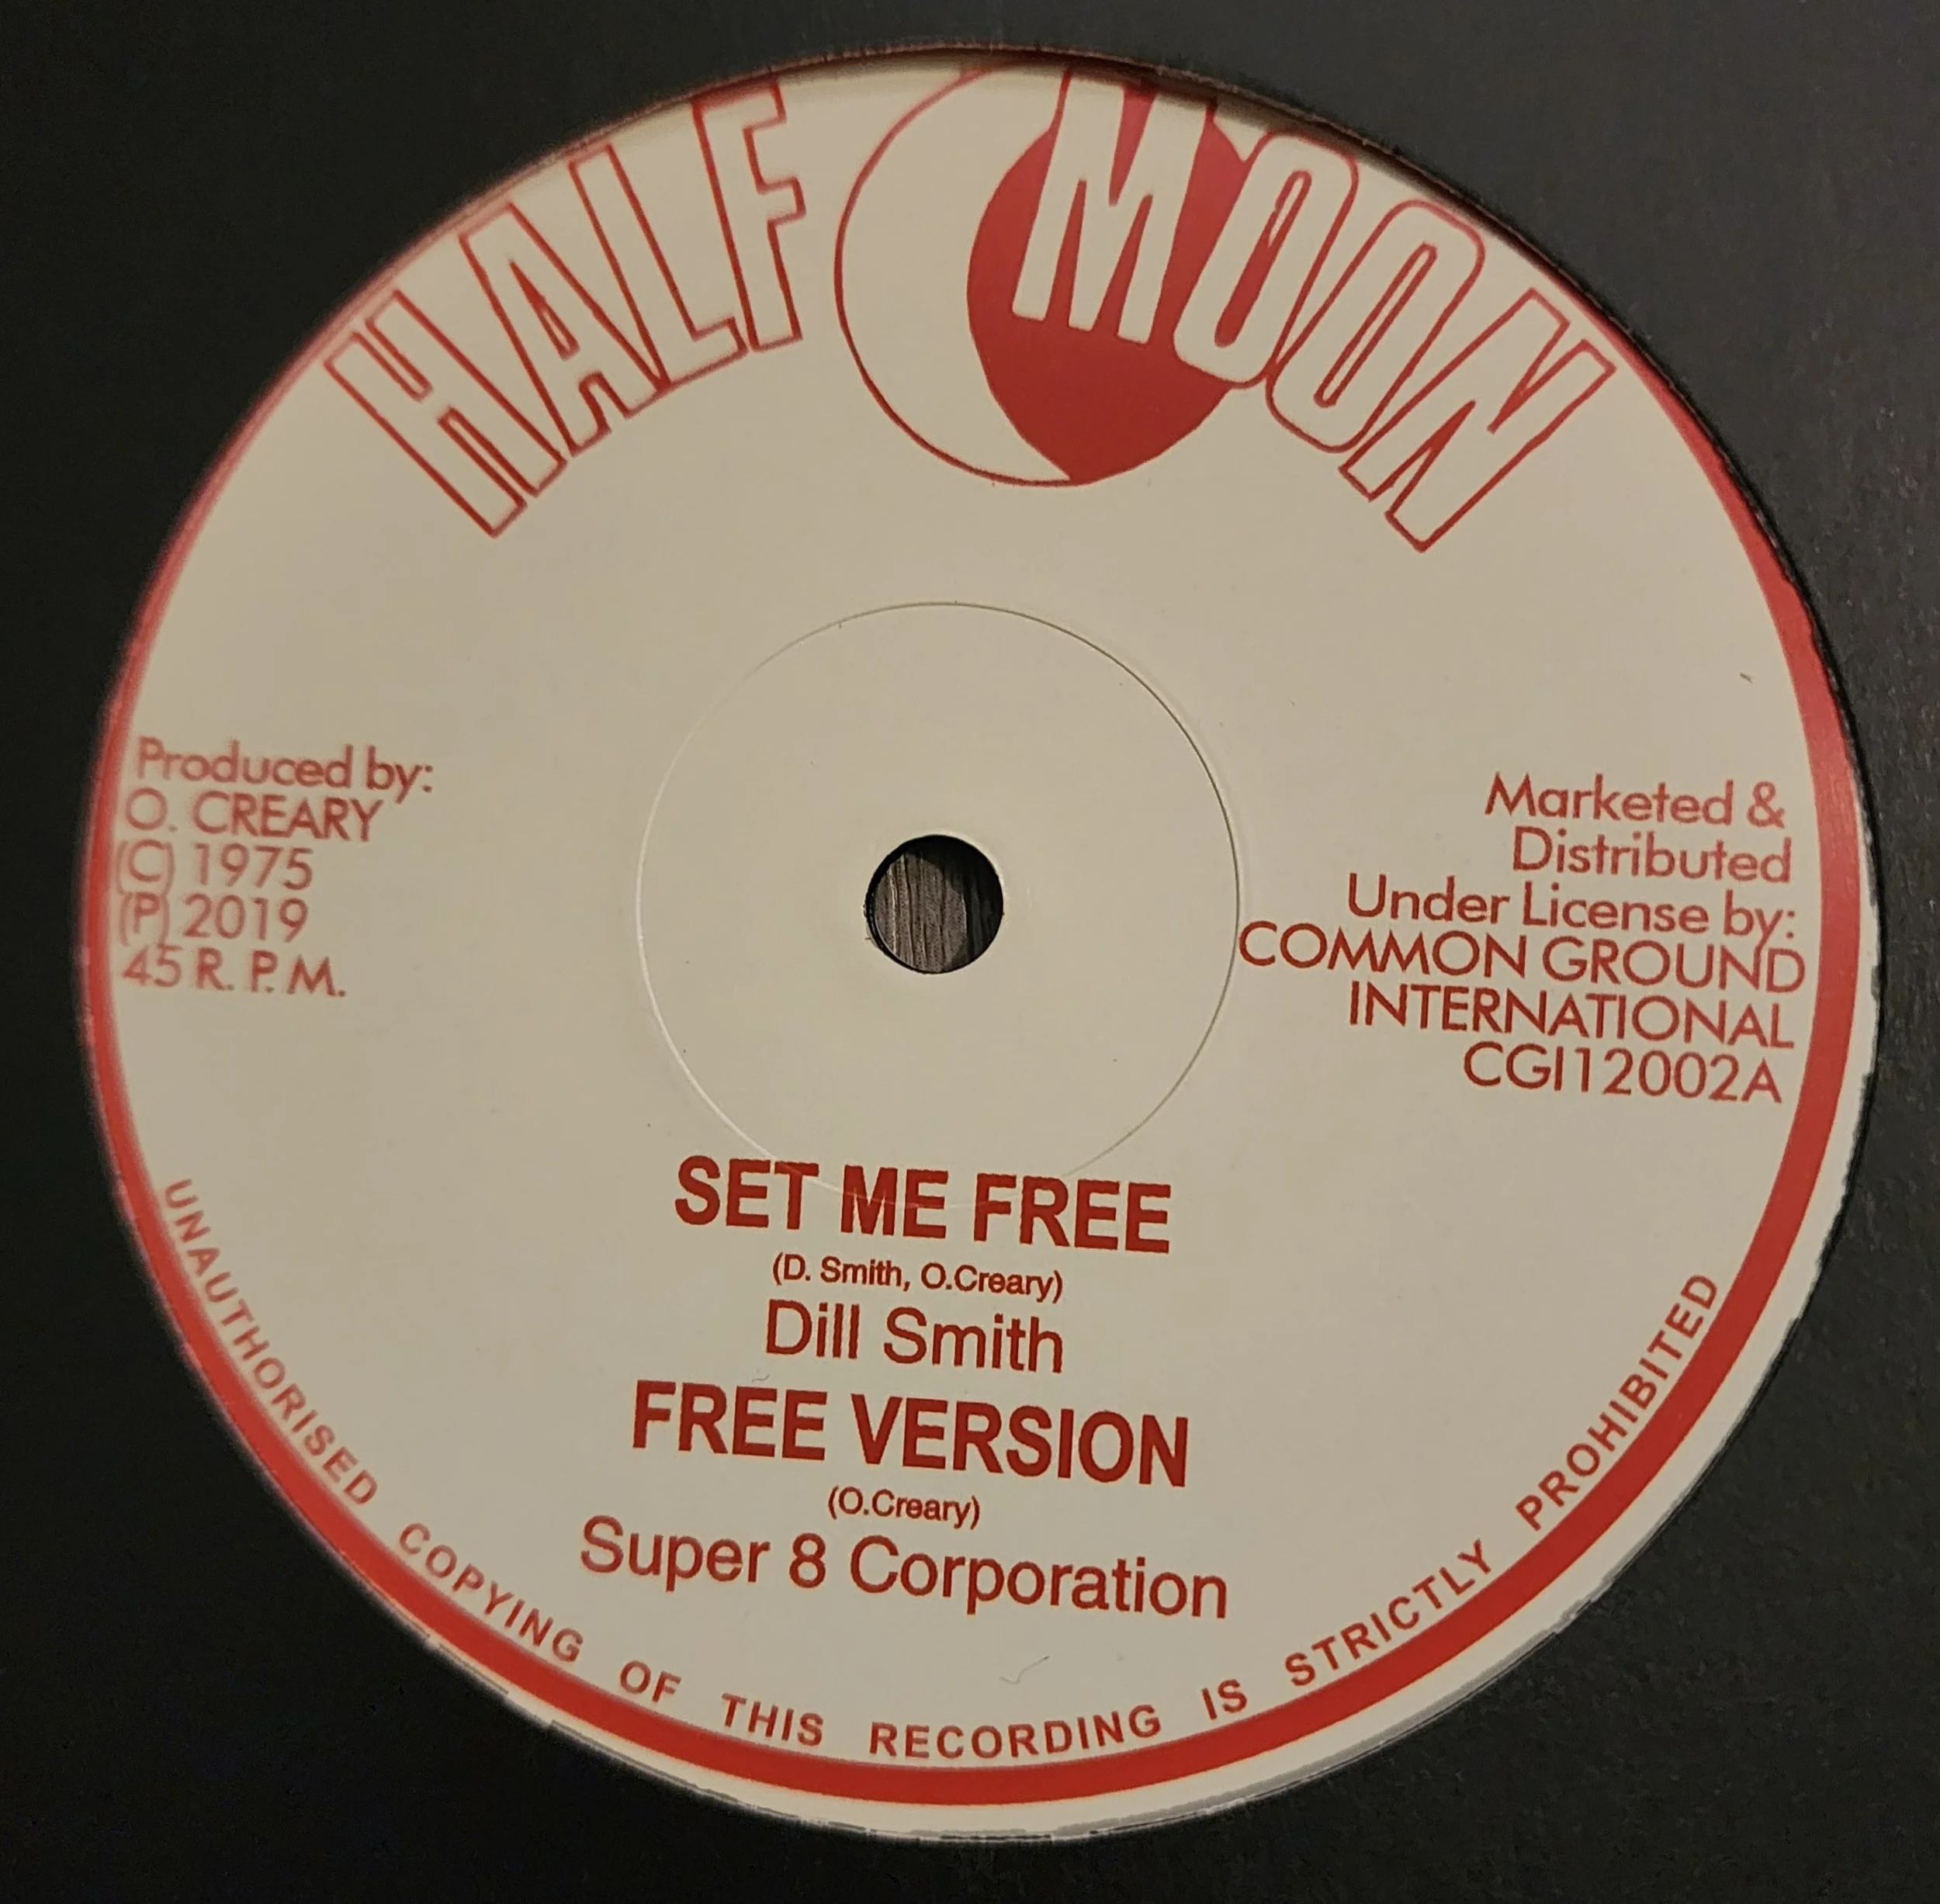 HALF MOON
Produced by:
O. CREARY
(C) 1975
(P) 2019
45 R. P. M.
Marketed &
Distributed
Under License by:
COMMON GROUND
INTERNATIONAL
CGI12002A
SET ME FREE
(D. Smith, O.Creary)
Dill Smith
FREE VERSION
(O.Creary)
Super 8 Corporation
UNAUTHORISED COPYING OF THIS RECORDING IS STRICTLY PROHIBITED